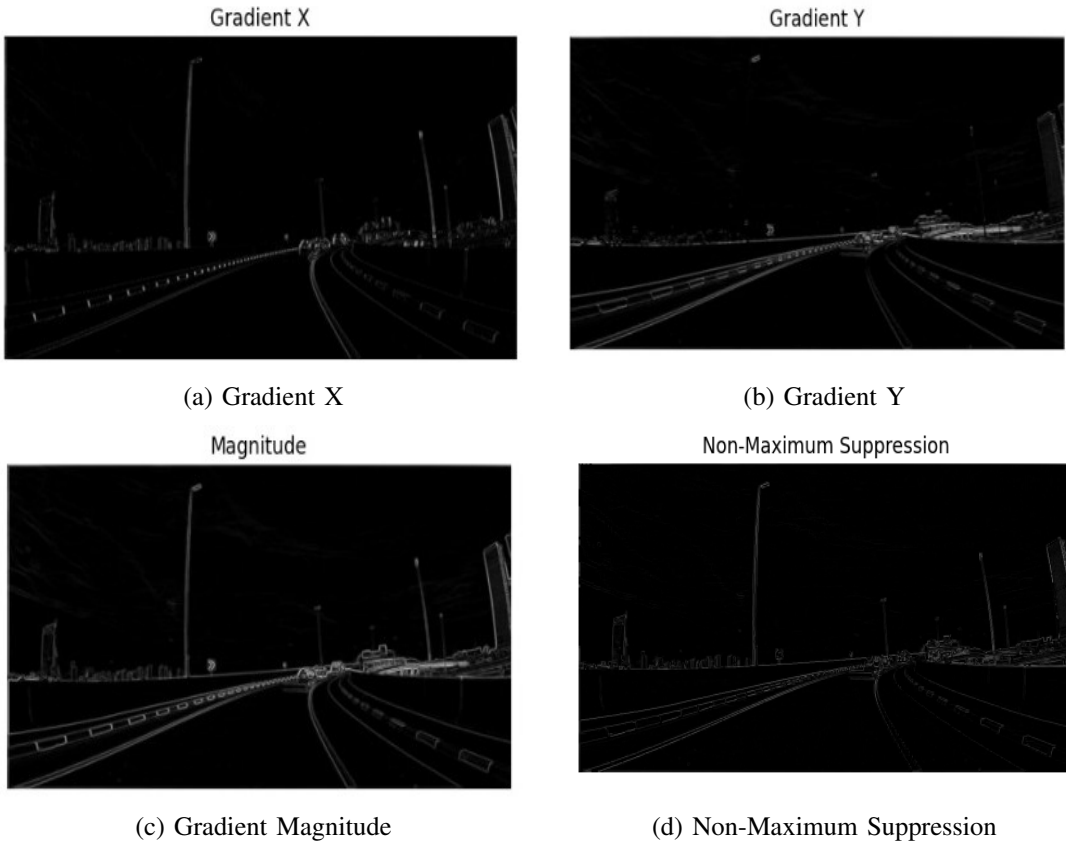 Gradient X
Gradient Y
(a) Gradient X
(b) Gradient Y
Magnitude
Non-Maximum Suppression
(c) Gradient Magnitude
(d) Non-Maximum Suppression